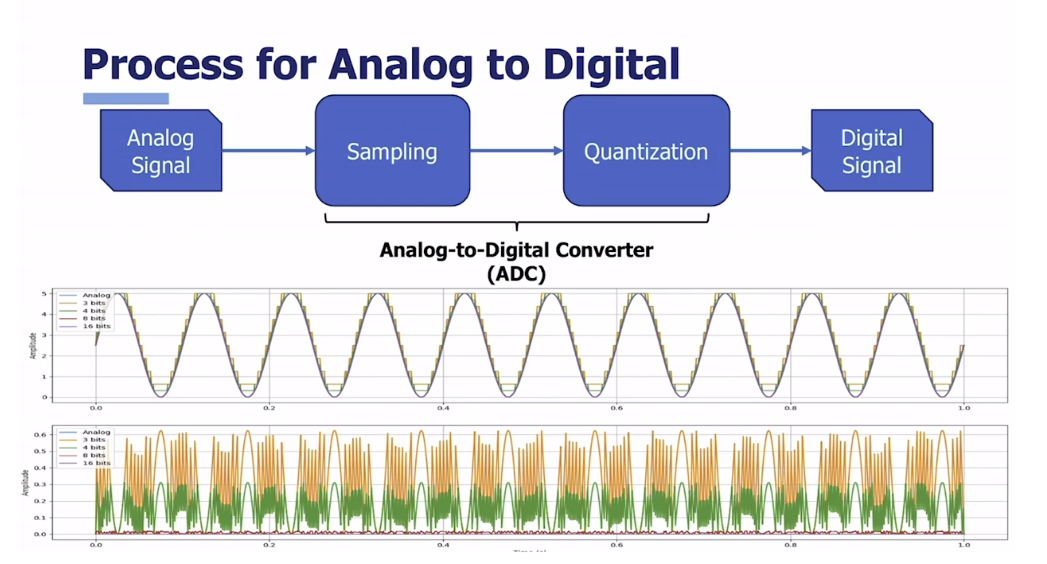 Process for Analog to Digital
Analog
Signal
Sampling
Quantization
Digital
Signal
Analog-to-Digital Converter
(ADC)
5
4
3
2
1
0
Amplitude
Analog
3 bits
4 bits
8 bits
16 bits
0.0
0.2
0.4
0.6
0.8
1.0
0.6
0.5
0.4
0.3
0.2
0.1
0.0
Amplitude
Analog
3 bits
4 bits
8 bits
16 bits
0.0
0.2
0.4
0.6
0.8
1.0